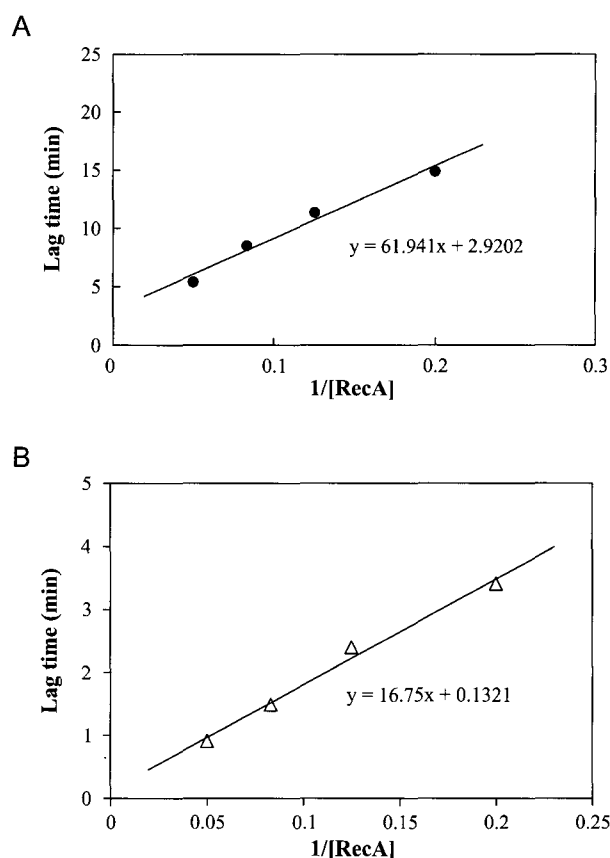 A
25
20
15
10
5
0
Lag time (min)
y = 61.941x + 2.9202
0 0.1 0.2 0.3
1/[RecA]
B
5
4
3
2
1
0
Lag time (min)
y = 16.75x + 0.1321
0 0.05 0.1 0.15 0.2 0.25
1/[RecA]